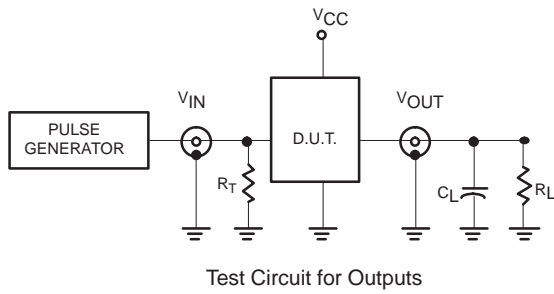 VCC
VIN
VOUT
PULSE
GENERATOR
D.U.T.
RT
CL
RL
Test Circuit for Outputs